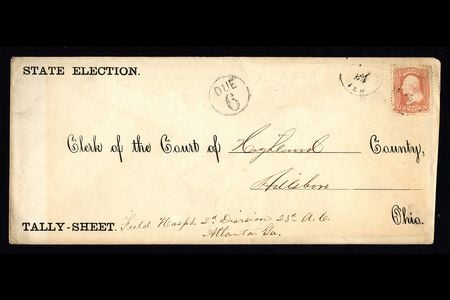 STATE ELECTION.
DUE
6
Clerk of the Court of Highland County,
Hillsboro
Ohio.
TALLY-SHEET. Field Hospt. 2d Division 23d A.C.
Atlanta Ga.